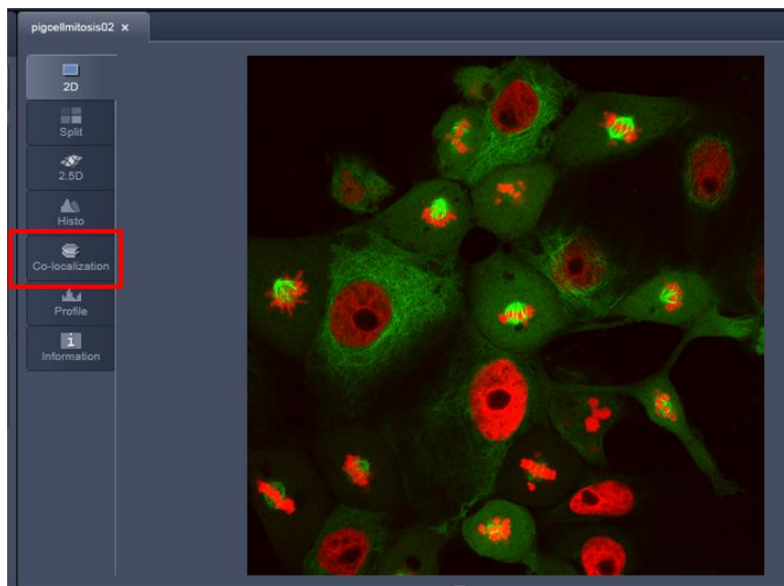 pigcellmitosis02 ×
2D
Split
2.5D
Histo
Co-localization
Profile
i
Information